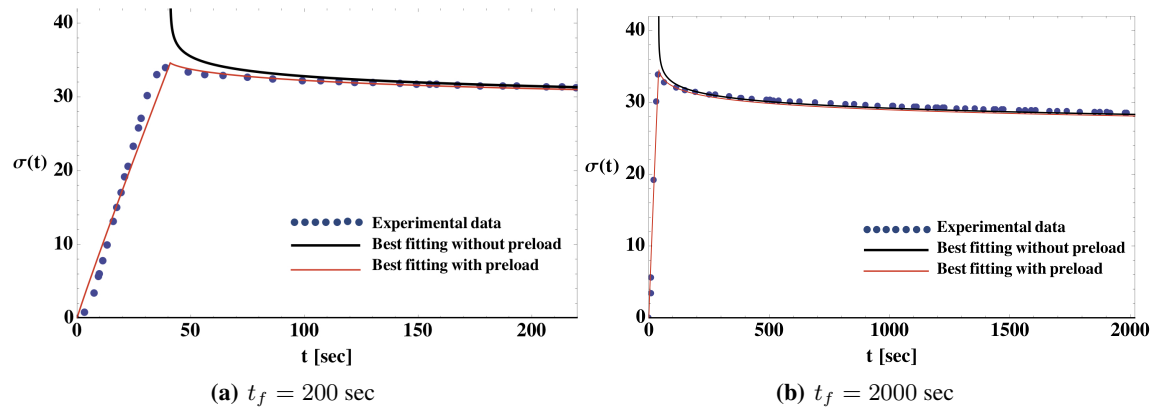 40
30
20
10
0
σ(t)
Experimental data
Best fitting without preload
Best fitting with preload
0 50 100 150 200
t [sec]
(a) t_f = 200 sec
40
30
20
10
0
σ(t)
Experimental data
Best fitting without preload
Best fitting with preload
0 500 1000 1500 2000
t [sec]
(b) t_f = 2000 sec